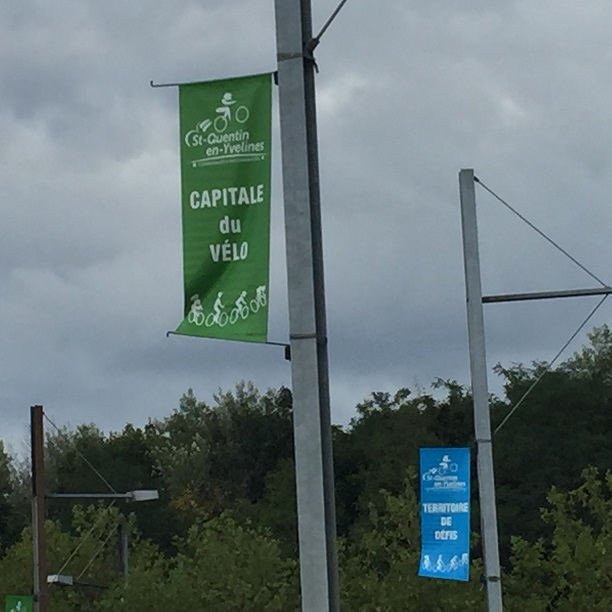 St-Quentin
en-Yvelines
CAPITALE
du
VÉLO
St-Quentin
en-Yvelines
TERRITOIRE
DE
DÉFIS